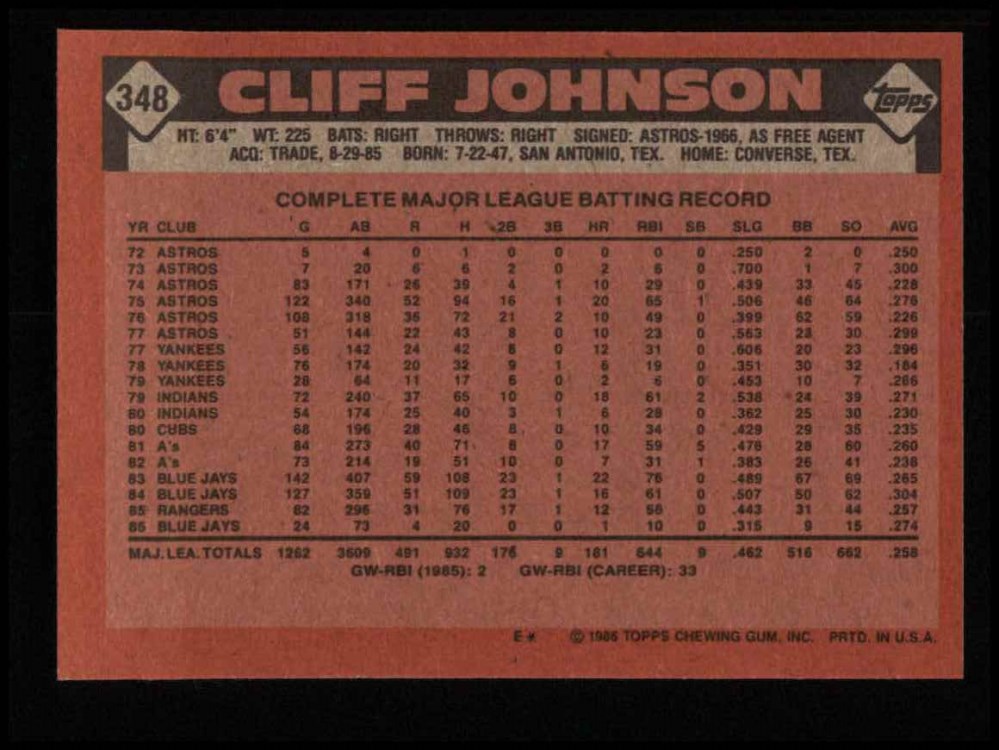 348 CLIFF JOHNSON Topps
HT: 6'4" WT: 225 BATS: RIGHT THROWS: RIGHT SIGNED: ASTROS-1966, AS FREE AGENT
ACQ: TRADE, 8-29-85 BORN: 7-22-47, SAN ANTONIO, TEX. HOME: CONVERSE, TEX.
COMPLETE MAJOR LEAGUE BATTING RECORD
YR CLUB G AB R H 2B 3B HR RBI SB SLG BB SO AVG
72 ASTROS 5 4 0 1 0 0 0 0 0 .250 2 0 .250
73 ASTROS 7 20 6 6 2 0 2 6 0 .700 1 7 .300
74 ASTROS 83 171 26 39 4 1 10 29 0 .439 33 45 .228
75 ASTROS 122 340 52 94 16 1 20 65 1 .506 46 64 .276
76 ASTROS 108 318 36 72 21 2 10 49 0 .399 62 59 .226
77 ASTROS 51 144 22 43 8 0 10 23 0 .563 23 30 .299
77 YANKEES 56 142 24 42 8 0 12 31 0 .606 20 23 .296
78 YANKEES 76 174 20 32 9 1 6 19 0 .351 30 32 .184
79 YANKEES 28 64 11 17 6 0 2 6 0 .453 10 7 .266
79 INDIANS 72 240 37 65 10 0 18 61 2 .538 24 39 .271
80 INDIANS 54 174 25 40 3 1 6 28 0 .362 25 30 .230
80 CUBS 68 196 28 46 8 0 10 34 0 .429 29 35 .235
81 A's 84 273 40 71 8 0 17 59 5 .476 28 60 .260
82 A's 73 214 19 51 10 0 7 31 1 .383 26 41 .238
83 BLUE JAYS 142 407 59 108 23 1 22 76 0 .489 67 69 .265
84 BLUE JAYS 127 359 51 109 23 1 16 61 0 .507 50 62 .304
85 RANGERS 82 296 31 76 17 1 12 56 0 .443 31 44 .257
85 BLUE JAYS 24 73 4 20 0 0 1 10 0 .315 9 15 .274
MAJ. LEA. TOTALS 1262 3609 491 932 176 9 181 644 9 .462 516 662 .258
GW-RBI (1985): 2 GW-RBI (CAREER): 33
E* © 1986 TOPPS CHEWING GUM, INC. PRTD. IN U.S.A.